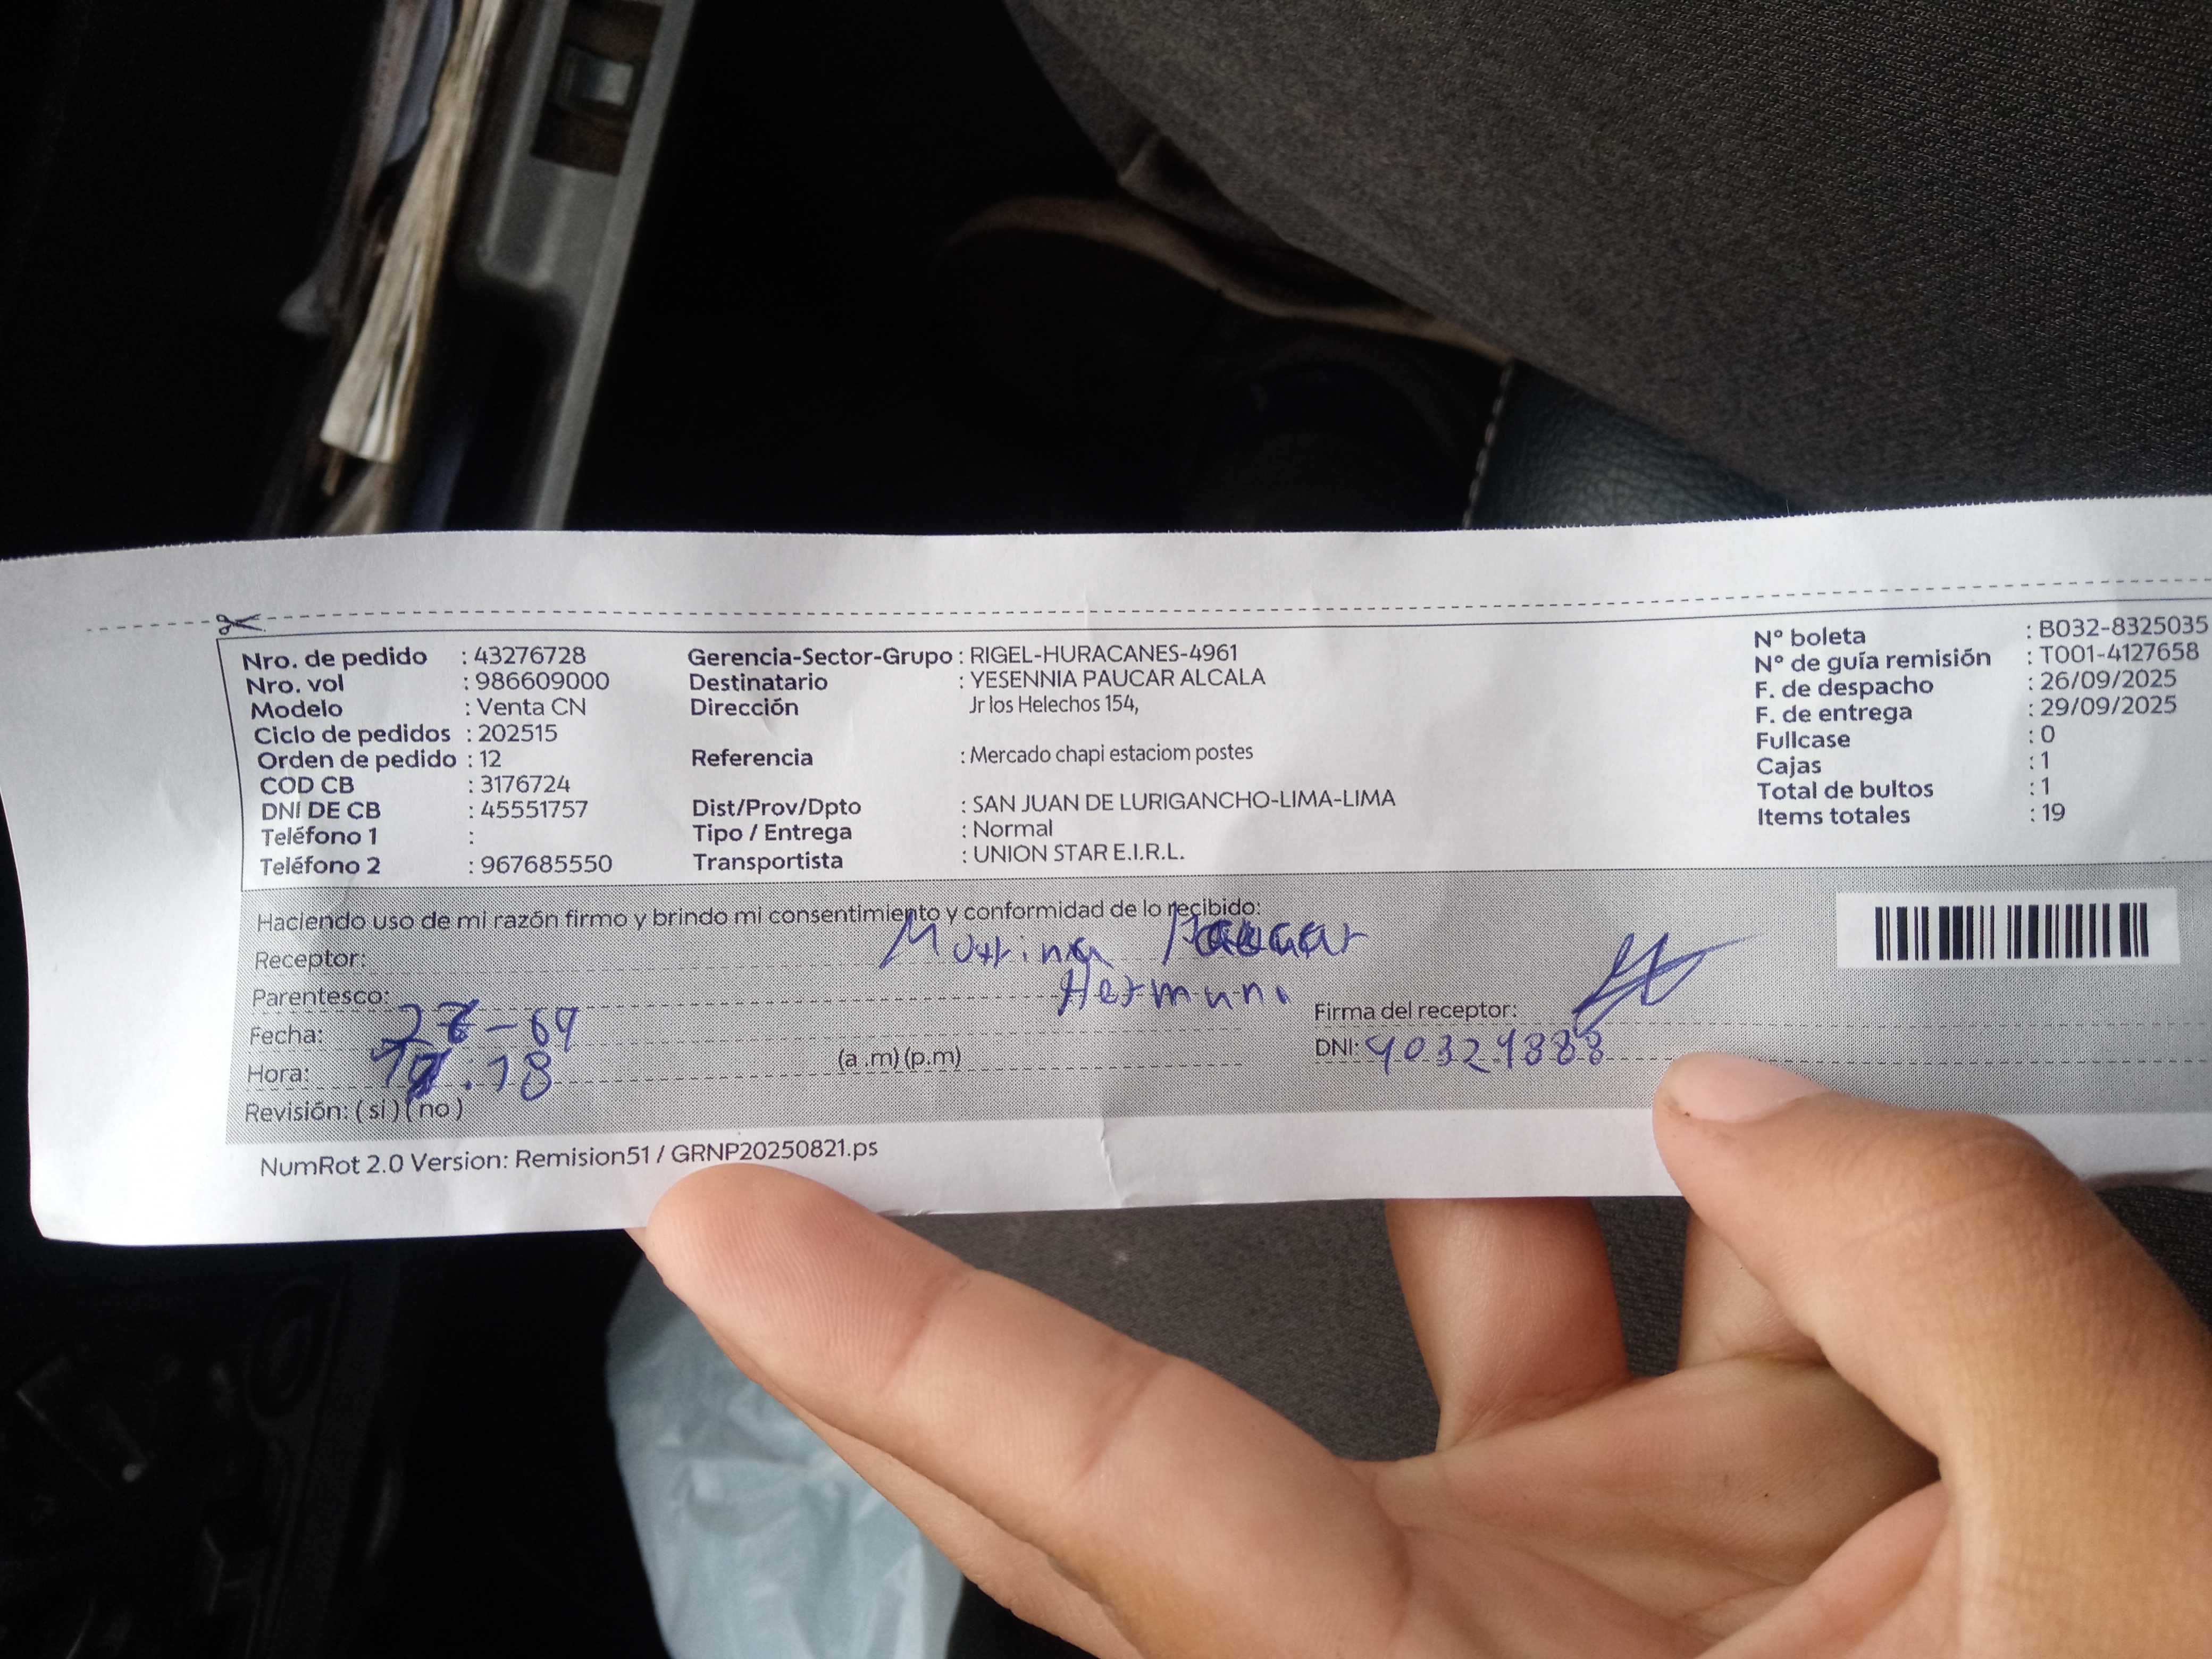 Nro. de pedido : 43276728
Nro. vol : 986609000
Modelo : Venta CN
Ciclo de pedidos : 202515
Orden de pedido : 12
COD CB : 3176724
DNI DE CB : 45551757
Teléfono 1 :
Teléfono 2 : 967685550
Gerencia-Sector-Grupo : RIGEL-HURACANES-4961
Destinatario : YESENNIA PAUCAR ALCALA
Dirección Jr los Helechos 154,
Referencia : Mercado chapi estaciom postes
Dist/Prov/Dpto : SAN JUAN DE LURIGANCHO-LIMA-LIMA
Tipo / Entrega : Normal
Transportista : UNION STAR E.I.R.L.
N° boleta : B032-8325035
N° de guía remisión : T001-4127658
F. de despacho : 26/09/2025
F. de entrega : 29/09/2025
Fullcase : 0
Cajas : 1
Total de bultos : 1
Items totales : 19
Haciendo uso de mi razón firmo y brindo mi consentimiento y conformidad de lo recibido:
Receptor: Paucar
Parentesco:
Fecha:
Hora: (a .m) (p.m)
Revisión: ( si ) ( no )
Firma del receptor:
DNI:
NumRot 2.0 Version: Remision51 / GRNP20250821.ps